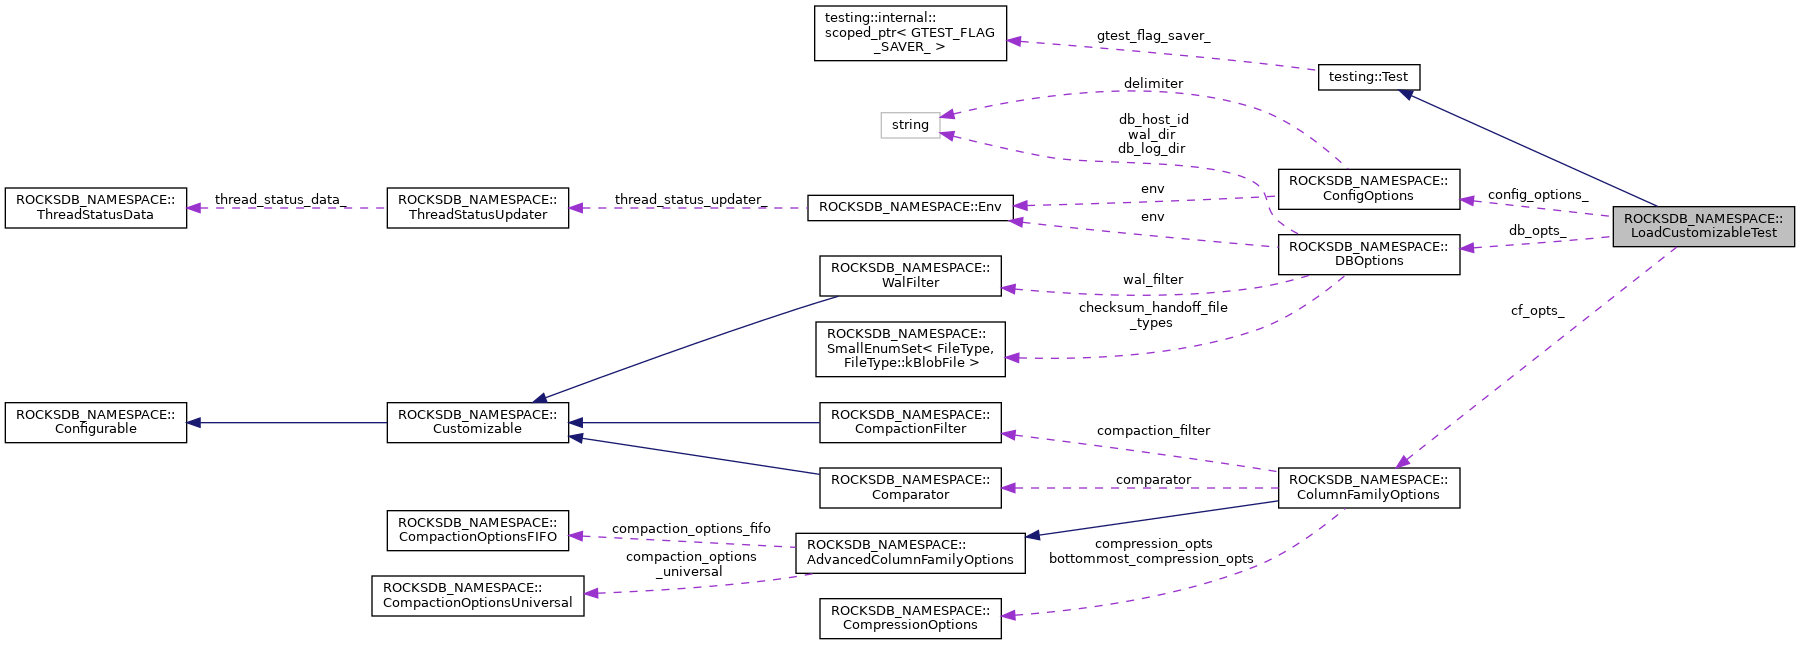 testing::internal::
scoped_ptr< GTEST_FLAG
_SAVER_ >
gtest_flag_saver_
testing::Test
delimiter
string
db_host_id
wal_dir
db_log_dir
ROCKSDB_NAMESPACE::
ConfigOptions
config_options_
ROCKSDB_NAMESPACE::
LoadCustomizableTest
ROCKSDB_NAMESPACE::
ThreadStatusData
thread_status_data_
ROCKSDB_NAMESPACE::
ThreadStatusUpdater
thread_status_updater_
ROCKSDB_NAMESPACE::Env
env
env
db_opts_
ROCKSDB_NAMESPACE::
DBOptions
ROCKSDB_NAMESPACE::
WalFilter
wal_filter
checksum_handoff_file
_types
cf_opts_
ROCKSDB_NAMESPACE::
SmallEnumSet< FileType,
FileType::kBlobFile >
ROCKSDB_NAMESPACE::
Configurable
ROCKSDB_NAMESPACE::
Customizable
ROCKSDB_NAMESPACE::
CompactionFilter
compaction_filter
ROCKSDB_NAMESPACE::
Comparator
comparator
ROCKSDB_NAMESPACE::
ColumnFamilyOptions
ROCKSDB_NAMESPACE::
CompactionOptionsFIFO
compaction_options_fifo
ROCKSDB_NAMESPACE::
AdvancedColumnFamilyOptions
compression_opts
bottommost_compression_opts
compaction_options
_universal
ROCKSDB_NAMESPACE::
CompactionOptionsUniversal
ROCKSDB_NAMESPACE::
CompressionOptions